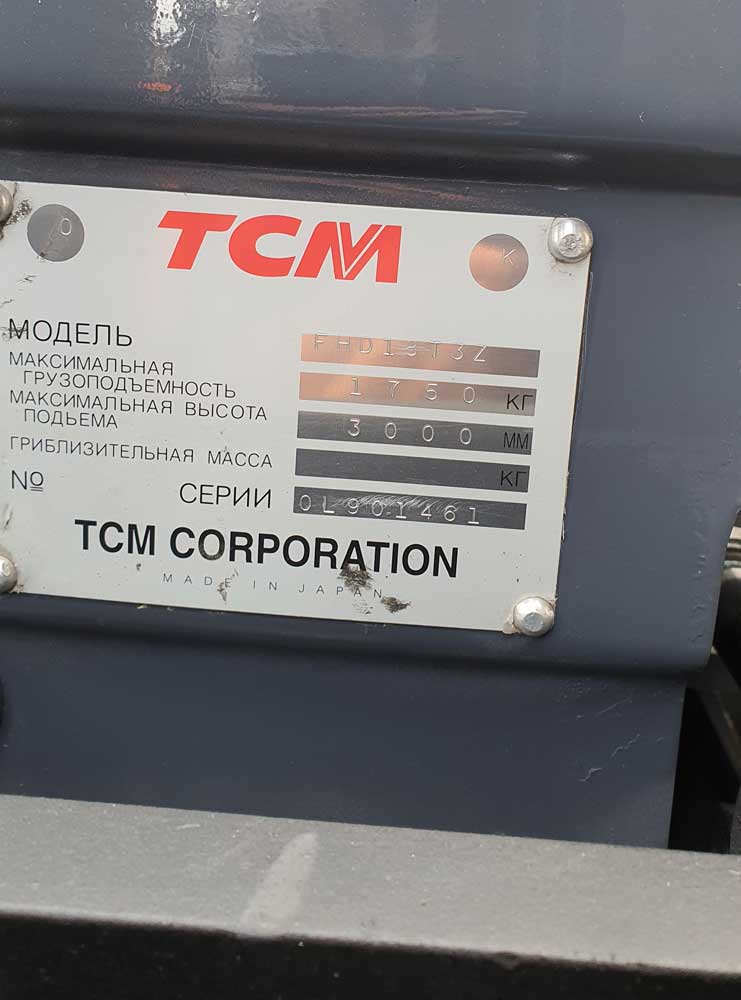 O TCM K
МОДЕЛЬ FHD18T3Z
МАКСИМАЛЬНАЯ
ГРУЗОПОДЪЕМНОСТЬ 1750 КГ
МАКСИМАЛЬНАЯ ВЫСОТА
ПОДЬЕМА 3000 ММ
ГРИБЛИЗИТЕЛЬНАЯ МАССА КГ
№ СЕРИИ 0L901461
TCM CORPORATION
MADE IN JAPAN